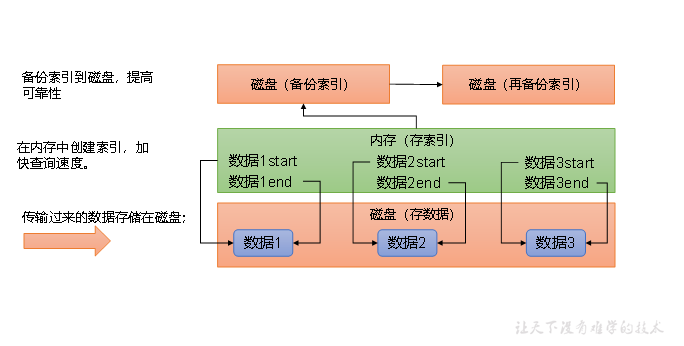 备份索引到磁盘，提高
可靠性
磁盘（备份索引）
磁盘（再备份索引）
在内存中创建索引，加
快查询速度。
内存（存索引）
数据1start
数据2start
数据3start
数据1end
数据2end
数据3end
传输过来的数据存储在磁盘；
磁盘（存数据）
数据1
数据2
数据3
让天下没有难学的技术